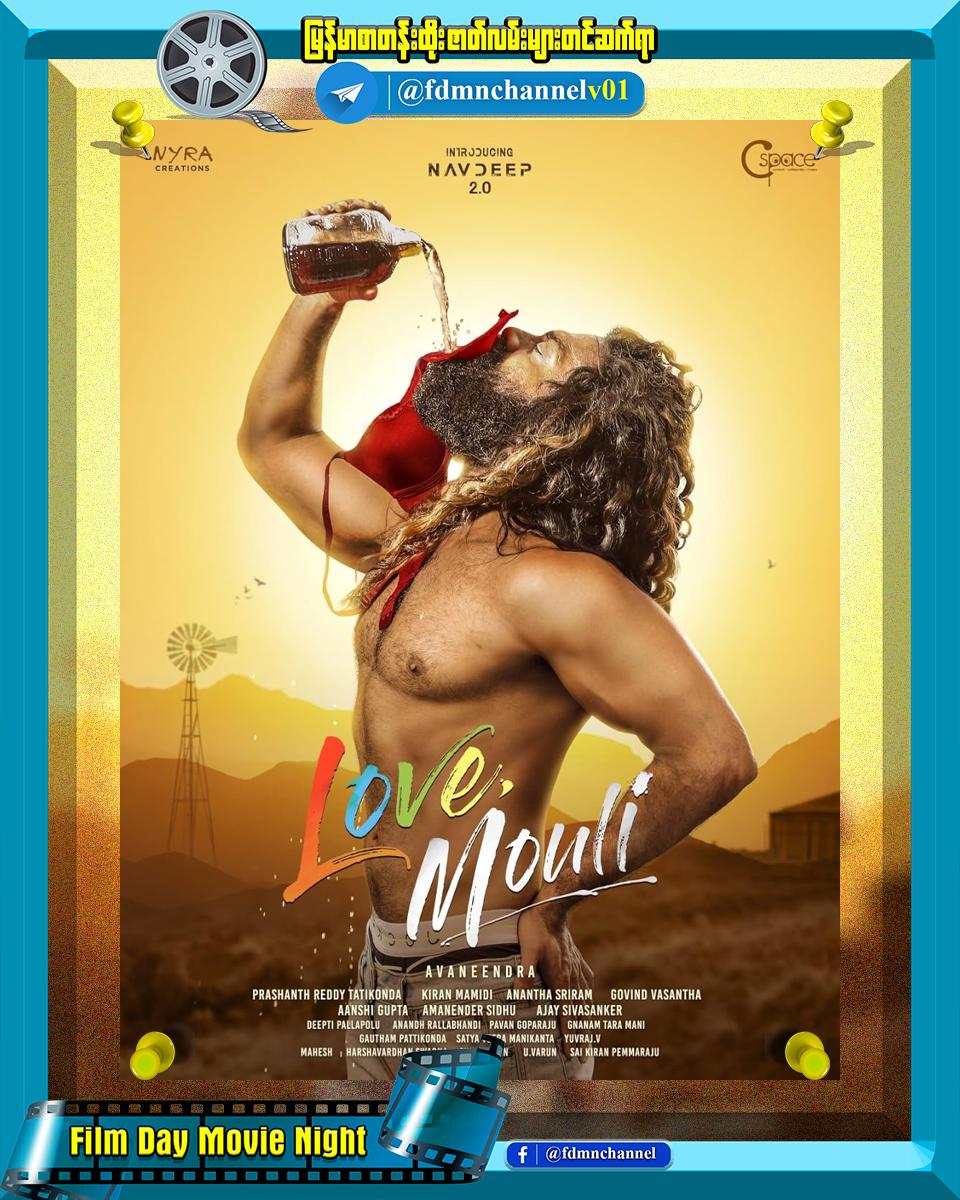 မြန်မာစာတန်းထိုးဇာတ်လမ်းများတင်ဆက်ရာ
@fdmnchannelv01
NYRA
CREATIONS
INTRODUCING
NAVDEEP
2.0
Cspace
Love,
Mouli
AVANEENDRA
PRASHANTH REDDY TATIKONDA KIRAN MAMIDI ANANTHA SRIRAM GOVIND VASANTHA
AANSHI GUPTA AMANENDER SIDHU AJAY SIVASANKER
DEEPTI PALLAPOLU ANANDH RALLABHANDI PAVAN GOPARAJU GNANAM TARA MANI
GAUTHAM PATTIKONDA SATYA MANIKANTA YUVRAJ.V
MAHESH HARSHAVARDHAN U.VARUN SAI KIRAN PEMMARAJU
Film Day Movie Night
@fdmnchannel